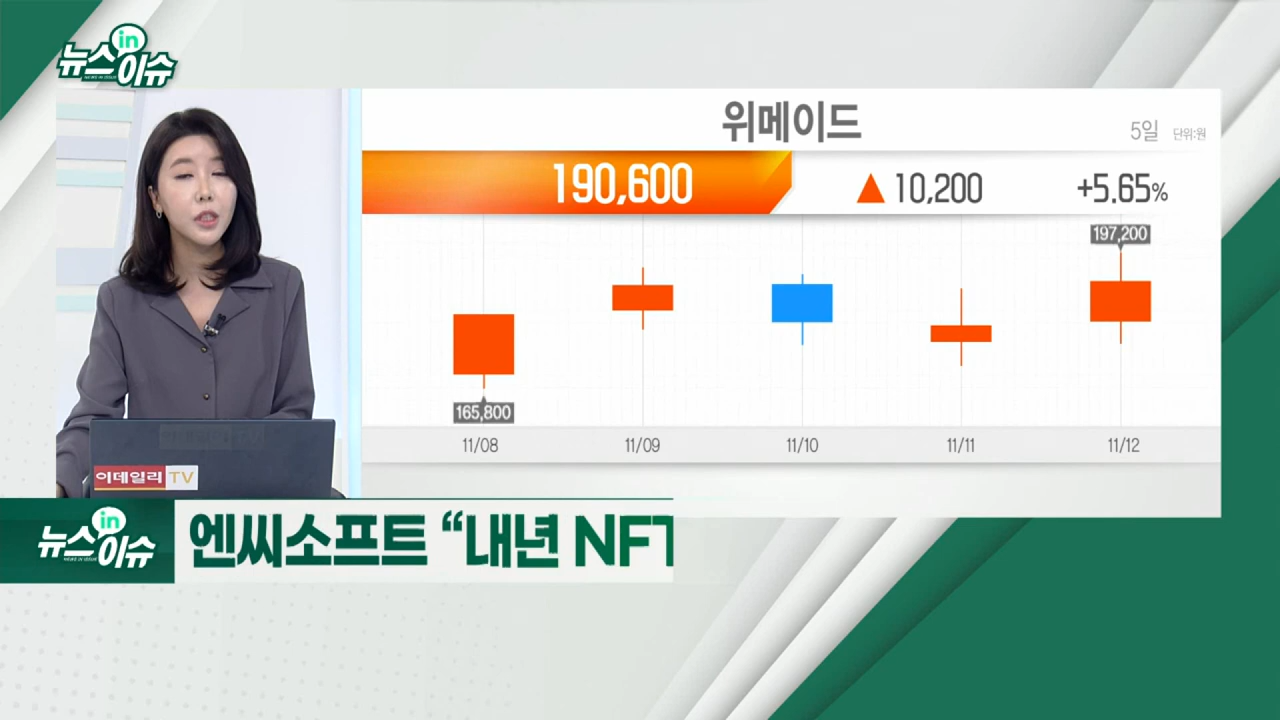 뉴스in이슈
위메이드
5일 단위:원
190,600 ▲10,200 +5.65%
197,200
165,800
11/08 11/09 11/10 11/11 11/12
이데일리TV
뉴스in이슈
엔씨소프트 “내년 NFT